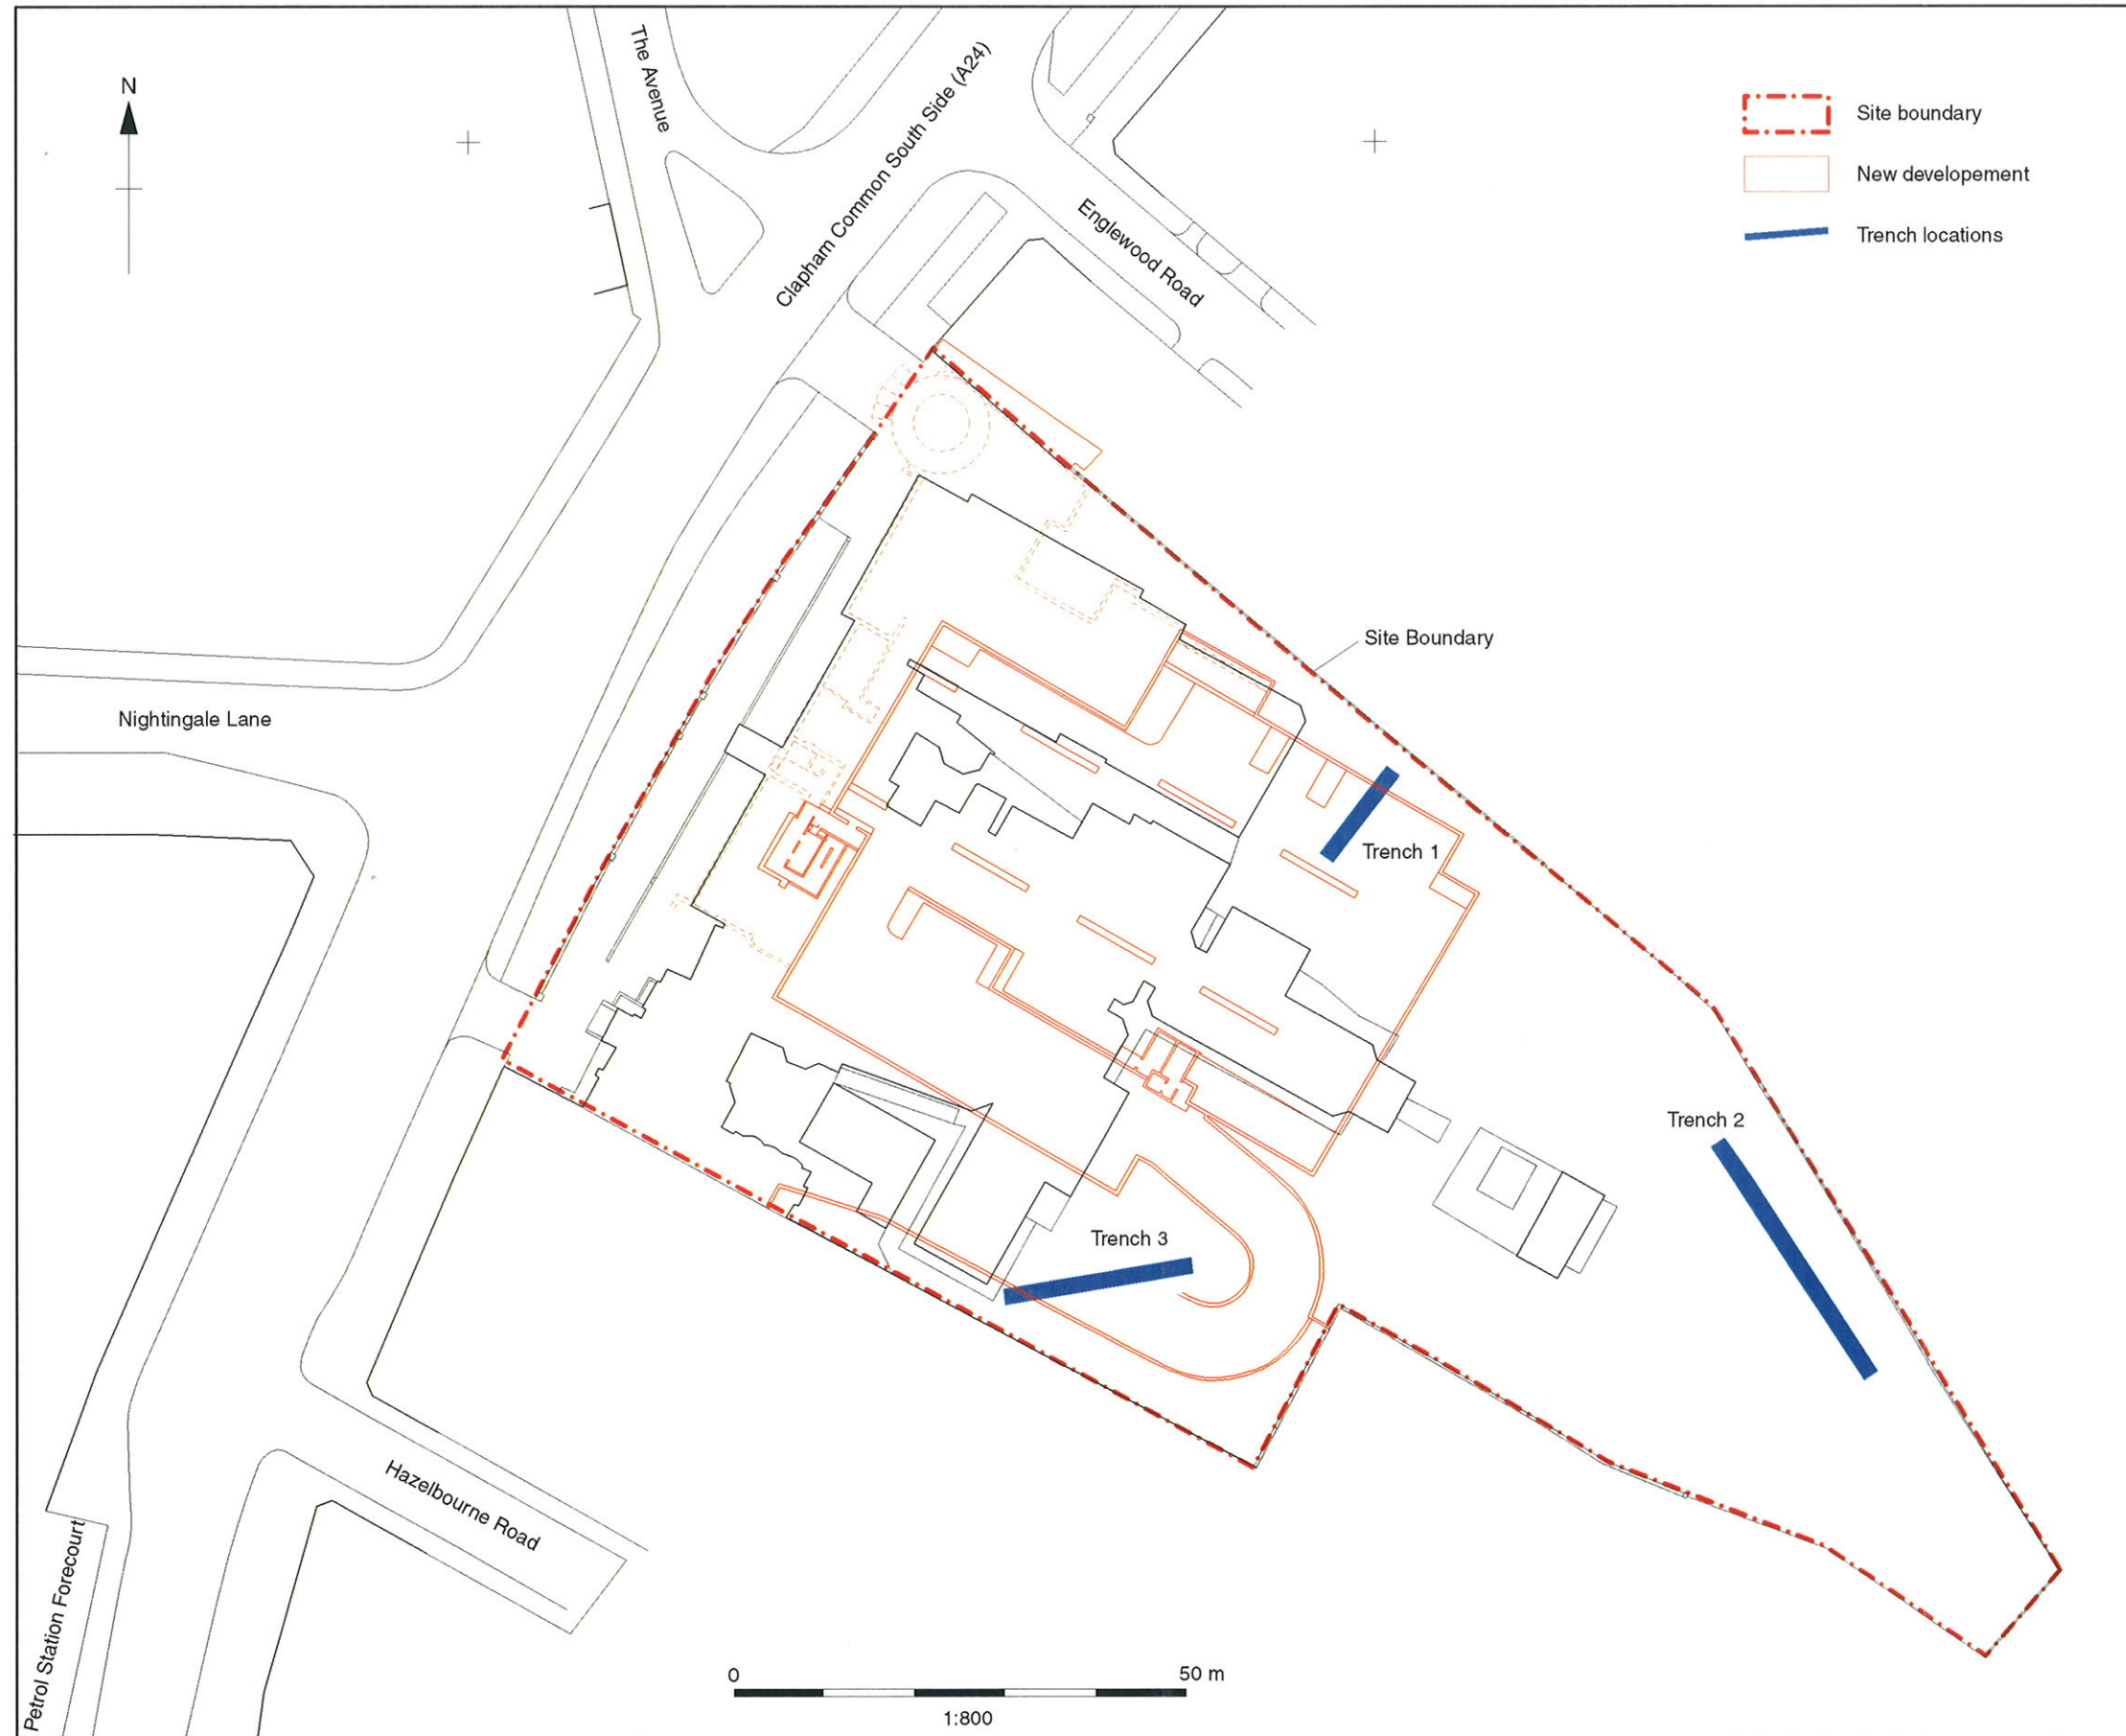 N
The Avenue
Clapham Common South Side (A24)
Englewood Road
Site boundary
New developement
Trench locations
Site Boundary
Nightingale Lane
Trench 1
Trench 2
Trench 3
Hazelbourne Road
Petrol Station Forecourt
0 50 m
1:800